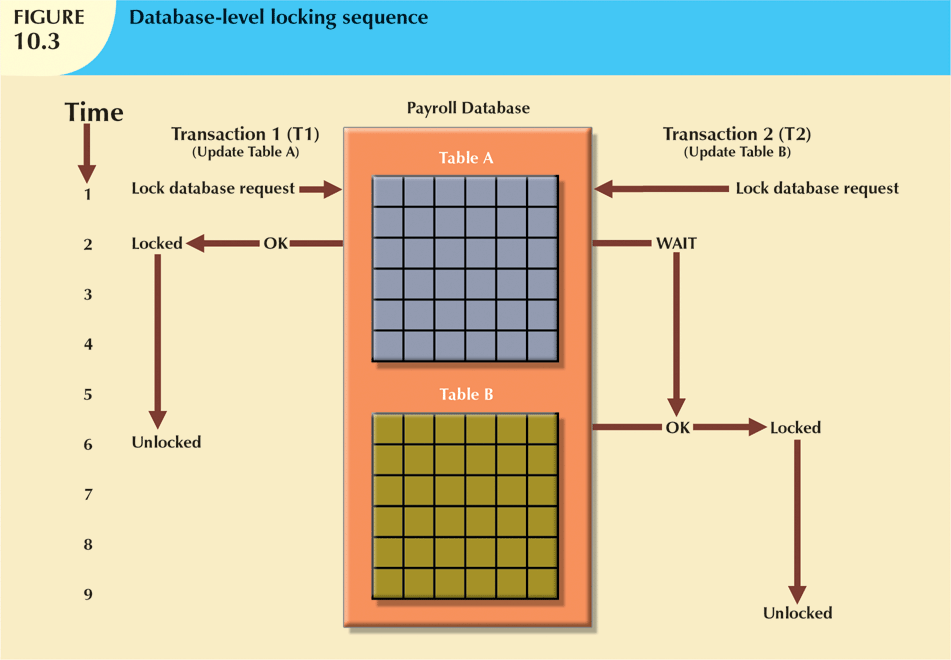 FIGURE
10.3
Database-level locking sequence
Time
Payroll Database
Transaction 1 (T1)
(Update Table A)
Transaction 2 (T2)
(Update Table B)
Table A
1
Lock database request
Lock database request
2
Locked
OK
WAIT
3
4
5
Table B
OK
Locked
6
Unlocked
7
8
9
Unlocked